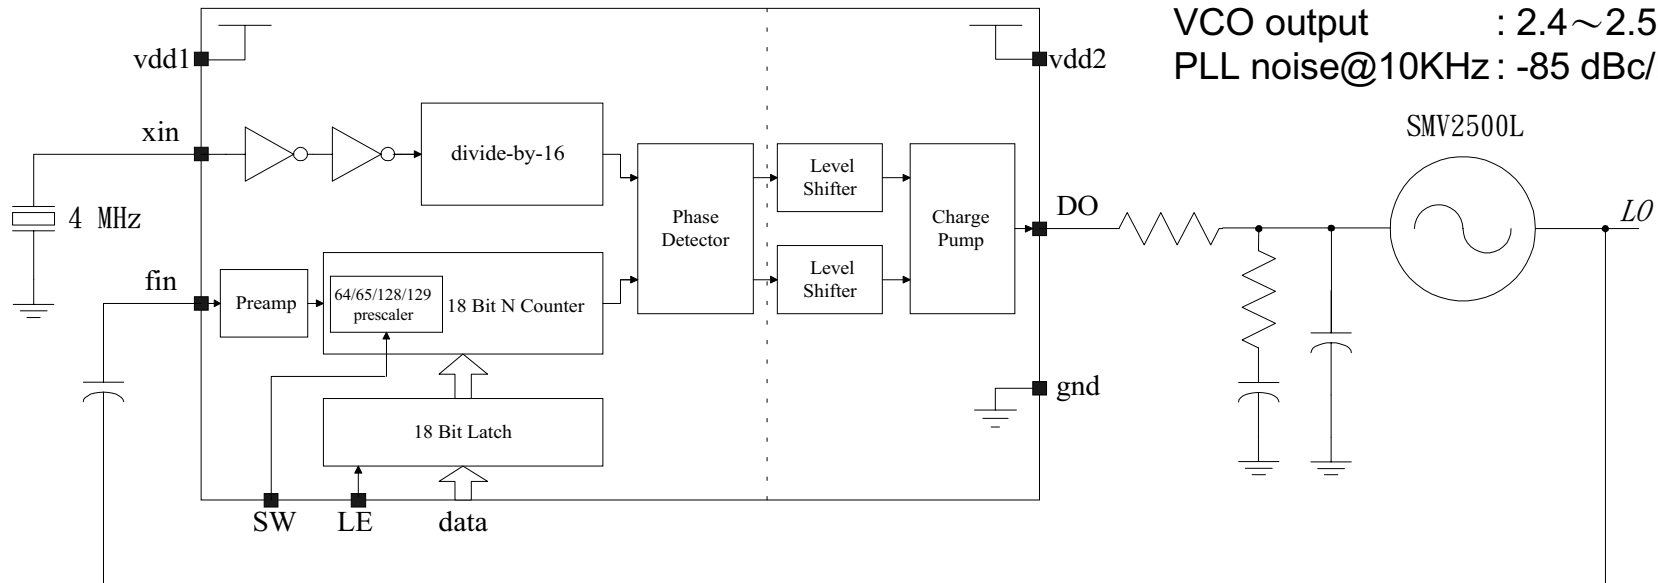 VCO output : 2.4～2.5
PLL noise@10KHz : -85 dBc/
vdd1
vdd2
SMV2500L
xin
divide-by-16
Level
Shifter
4 MHz
Phase
Detector
Charge
Pump
DO
LO
fin
Preamp
64/65/128/129
prescaler
18 Bit N Counter
Level
Shifter
gnd
18 Bit Latch
SW
LE
data